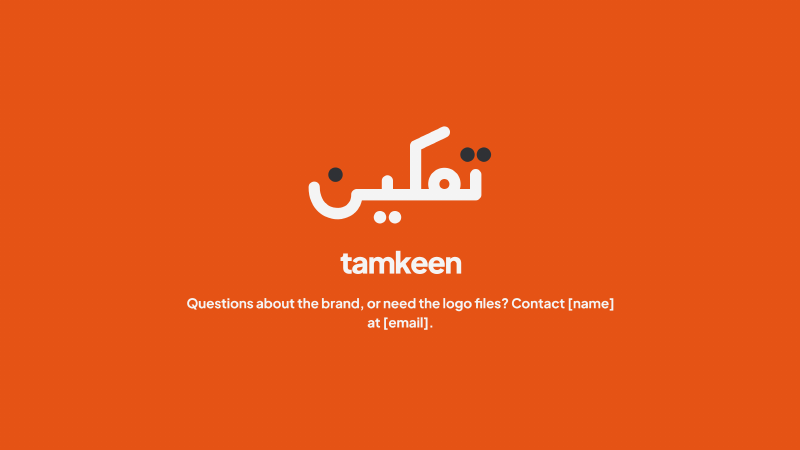 تمكين
tamkeen
Questions about the brand, or need the logo files? Contact [name]
at [email].